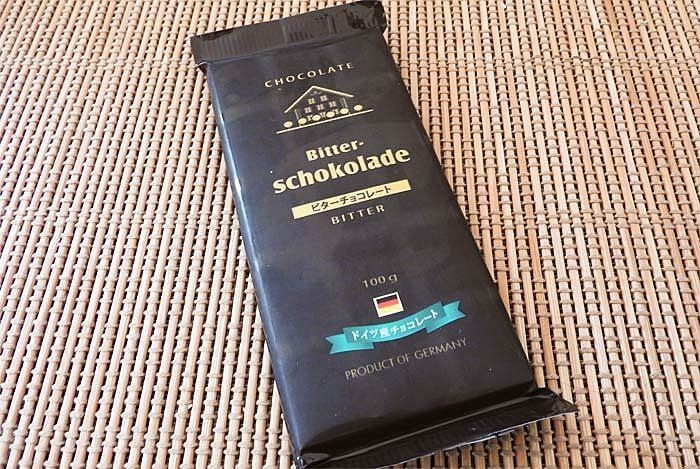 CHOCOLATE
Bitter-
schokolade
ビターチョコレート
BITTER
100 g
ドイツ産チョコレート
PRODUCT OF GERMANY